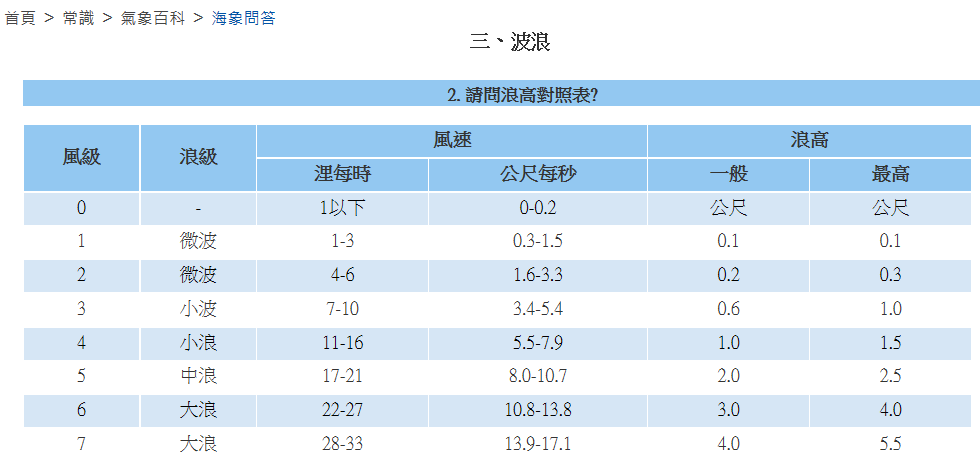 首頁 > 常識 > 氣象百科 > 海象問答
三、波浪
2. 請問浪高對照表?
風級 浪級 風速 浪高
浬每時 公尺每秒 一般 最高
0 - 1以下 0-0.2 公尺 公尺
1 微波 1-3 0.3-1.5 0.1 0.1
2 微波 4-6 1.6-3.3 0.2 0.3
3 小波 7-10 3.4-5.4 0.6 1.0
4 小浪 11-16 5.5-7.9 1.0 1.5
5 中浪 17-21 8.0-10.7 2.0 2.5
6 大浪 22-27 10.8-13.8 3.0 4.0
7 大浪 28-33 13.9-17.1 4.0 5.5